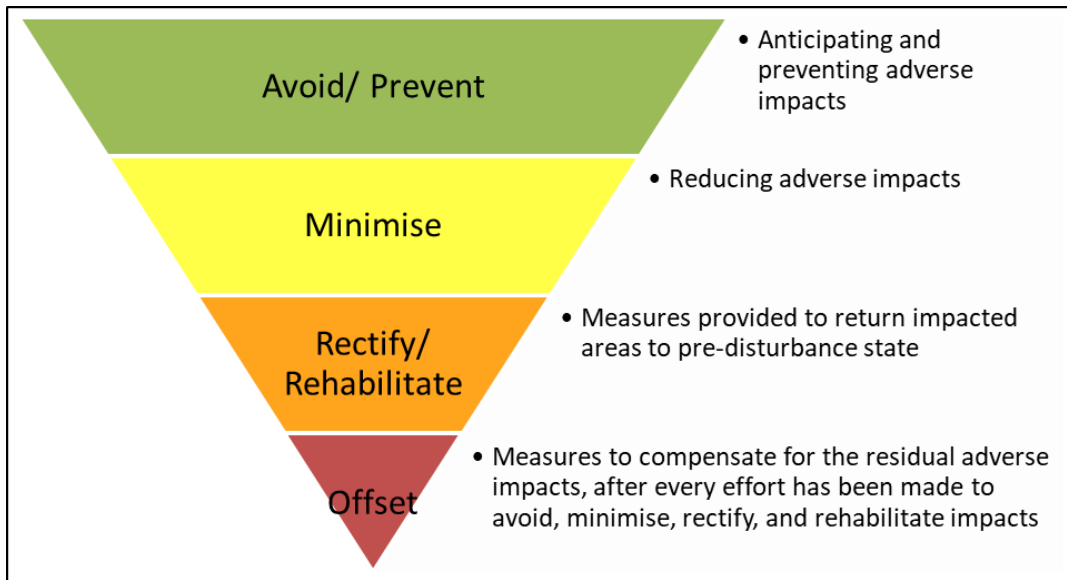 Avoid/ Prevent
• Anticipating and
preventing adverse
impacts
Minimise
• Reducing adverse impacts
Rectify/
Rehabilitate
• Measures provided to return impacted
areas to pre-disturbance state
Offset
• Measures to compensate for the residual adverse
impacts, after every effort has been made to
avoid, minimise, rectify, and rehabilitate impacts